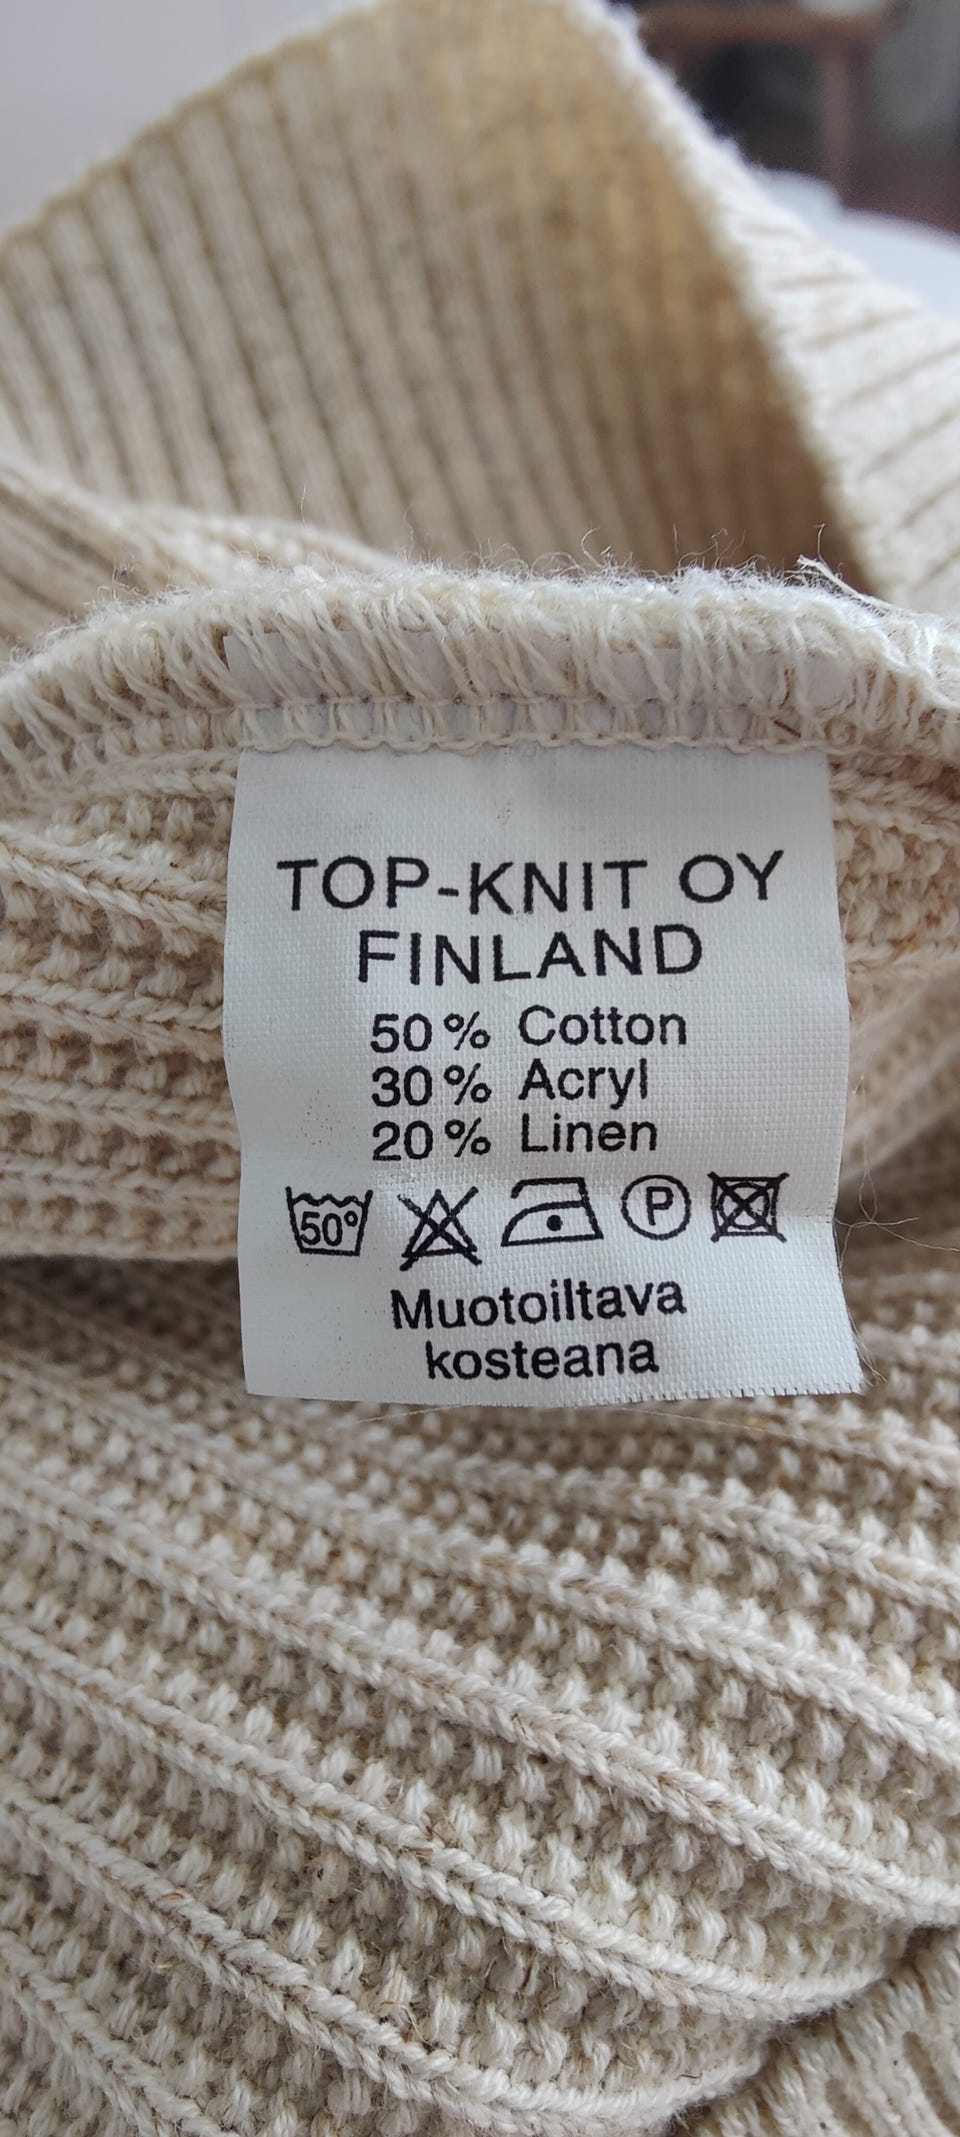 TOP-KNIT OY
FINLAND
50% Cotton
30% Acryl
20% Linen
50° P
Muotoiltava
kosteana